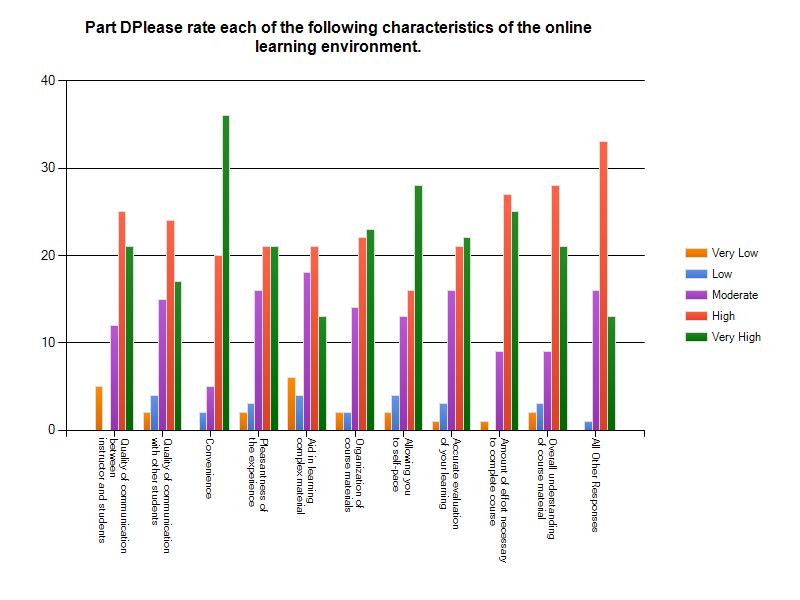 Part DPlease rate each of the following characteristics of the online
learning environment.
40
30
20
10
0
Very Low
Low
Moderate
High
Very High
Quality of communication
between
instructor and students
Quality of communication
with other students
Convenience
Pleasantness of
the experience
Aid in learning
complex material
Organization of
course materials
Allowing you
to self-pace
Accurate evaluation
of your learning
Amount of effort necessary
to complete course
Overall understanding
of course material
All Other Responses